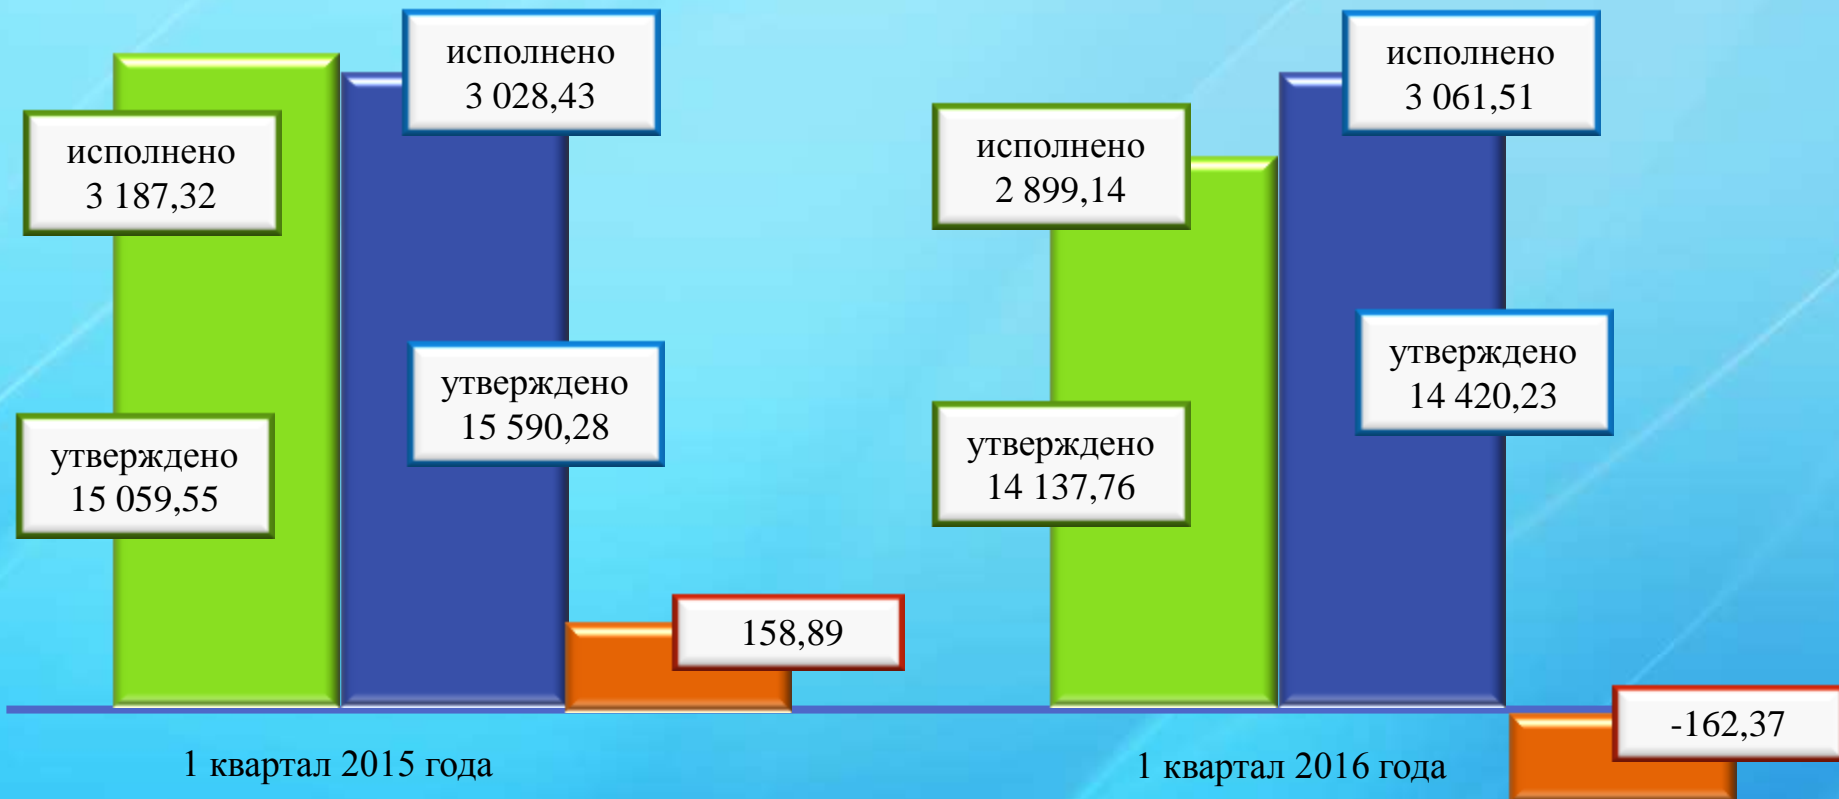 исполнено
3 187,32
утверждено
15 059,55
исполнено
3 028,43
утверждено
15 590,28
158,89
1 квартал 2015 года
исполнено
2 899,14
утверждено
14 137,76
исполнено
3 061,51
утверждено
14 420,23
-162,37
1 квартал 2016 года